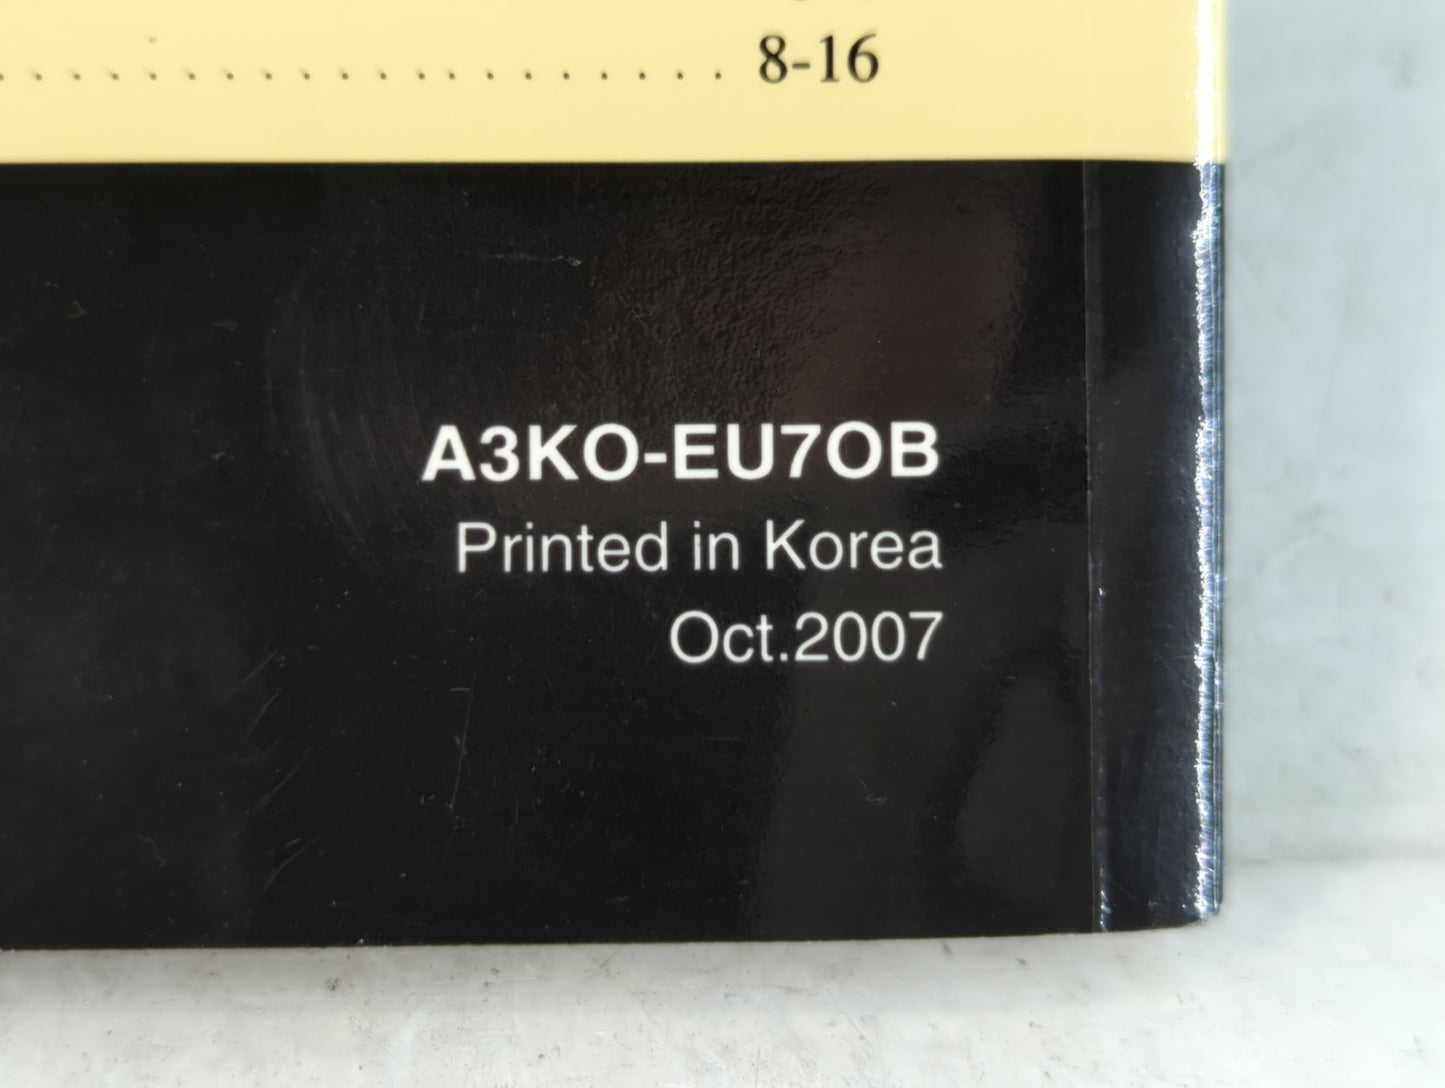 . . . . . . . . . . . . . . . . . . . . 8-16
A3KO-EU7OB
Printed in Korea
Oct.2007